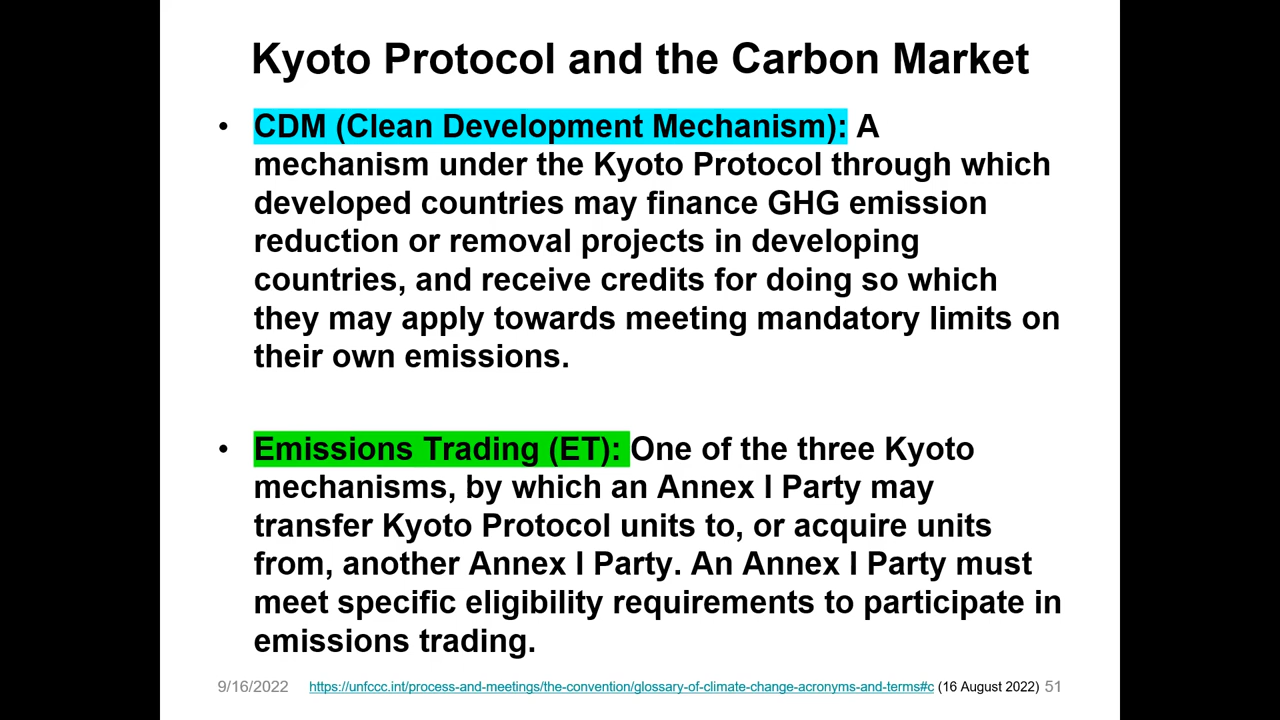 Kyoto Protocol and the Carbon Market
• CDM (Clean Development Mechanism): A
mechanism under the Kyoto Protocol through which
developed countries may finance GHG emission
reduction or removal projects in developing
countries, and receive credits for doing so which
they may apply towards meeting mandatory limits on
their own emissions.
• Emissions Trading (ET): One of the three Kyoto
mechanisms, by which an Annex I Party may
transfer Kyoto Protocol units to, or acquire units
from, another Annex I Party. An Annex I Party must
meet specific eligibility requirements to participate in
emissions trading.
9/16/2022 https://unfccc.int/process-and-meetings/the-convention/glossary-of-climate-change-acronyms-and-terms#c (16 August 2022) 51